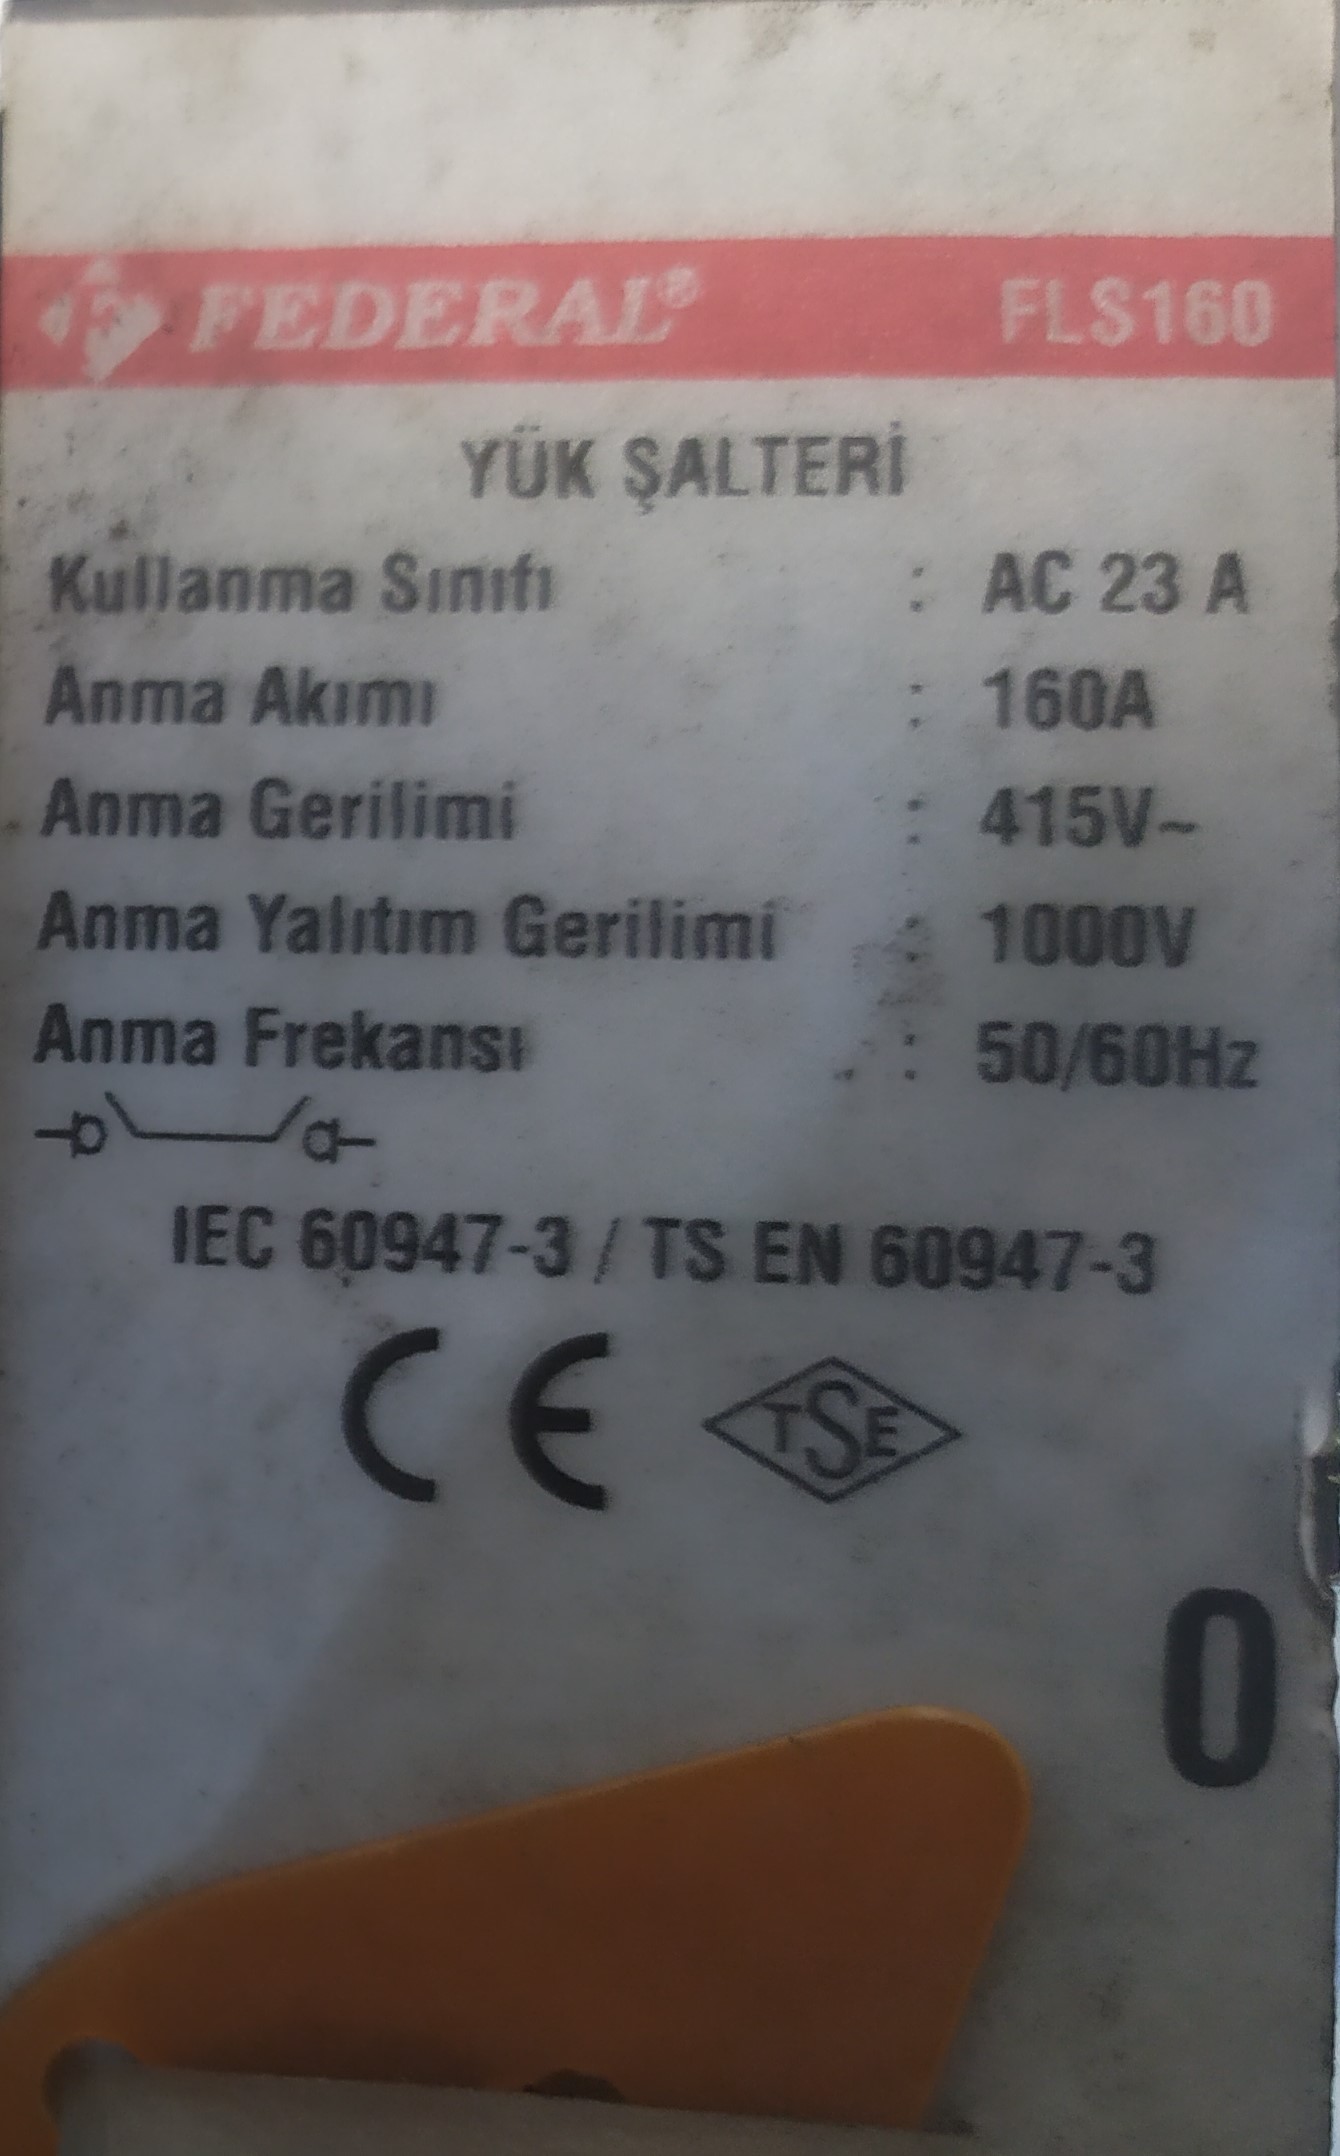 FEDERAL® FLS160
YÜK ŞALTERİ
Kullanma Sınıfı : AC 23 A
Anma Akımı : 160A
Anma Gerilimi : 415V~
Anma Yalıtım Gerilimi : 1000V
Anma Frekansı : 50/60Hz
IEC 60947-3 / TS EN 60947-3
CE TSE
0